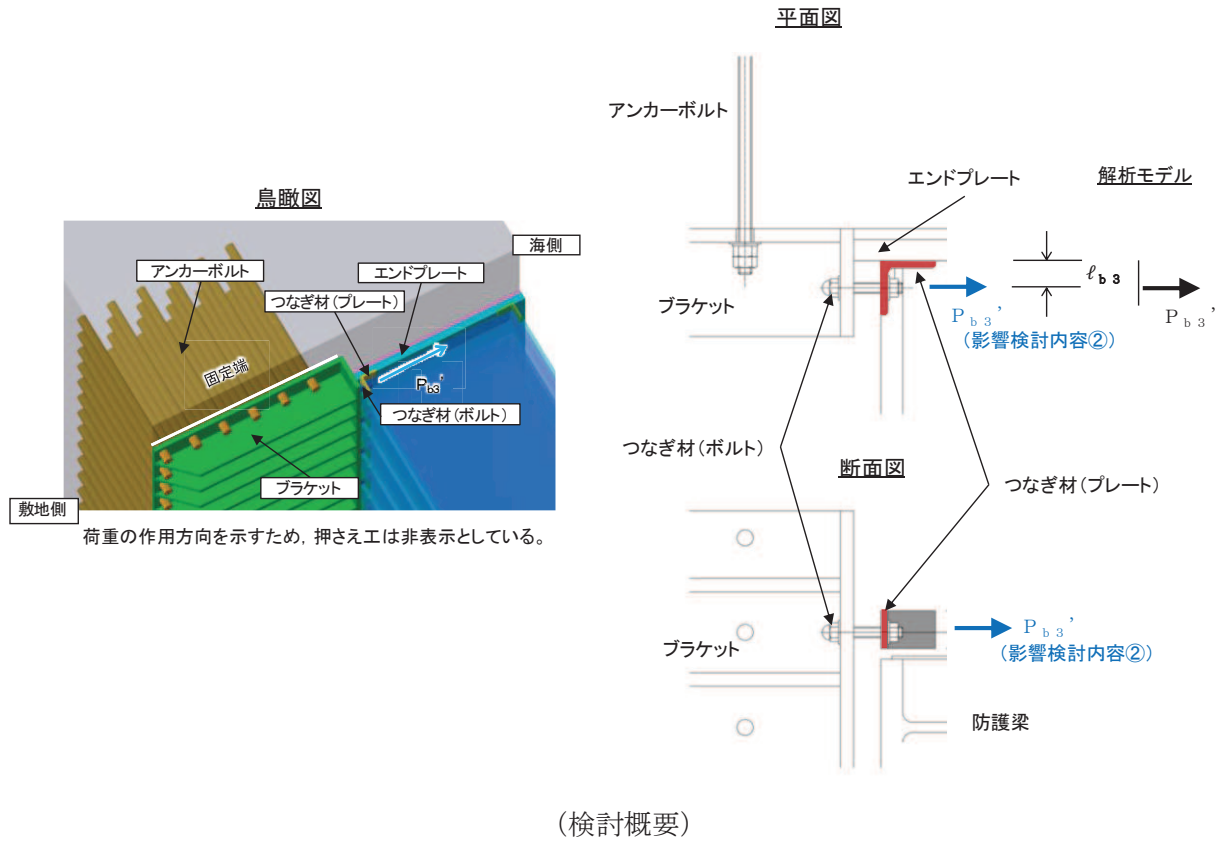 平面図
アンカーボルト
エンドプレート
解析モデル
ℓb3
ブラケット
Pb3’
(影響検討内容②)
Pb3’
つなぎ材(ボルト)
断面図
つなぎ材(プレート)
ブラケット
Pb3’
(影響検討内容②)
防護梁
鳥瞰図
海側
アンカーボルト
エンドプレート
つなぎ材(プレート)
固定端
Pb3’
つなぎ材(ボルト)
ブラケット
敷地側
荷重の作用方向を示すため,押さえ工は非表示としている。
(検討概要)